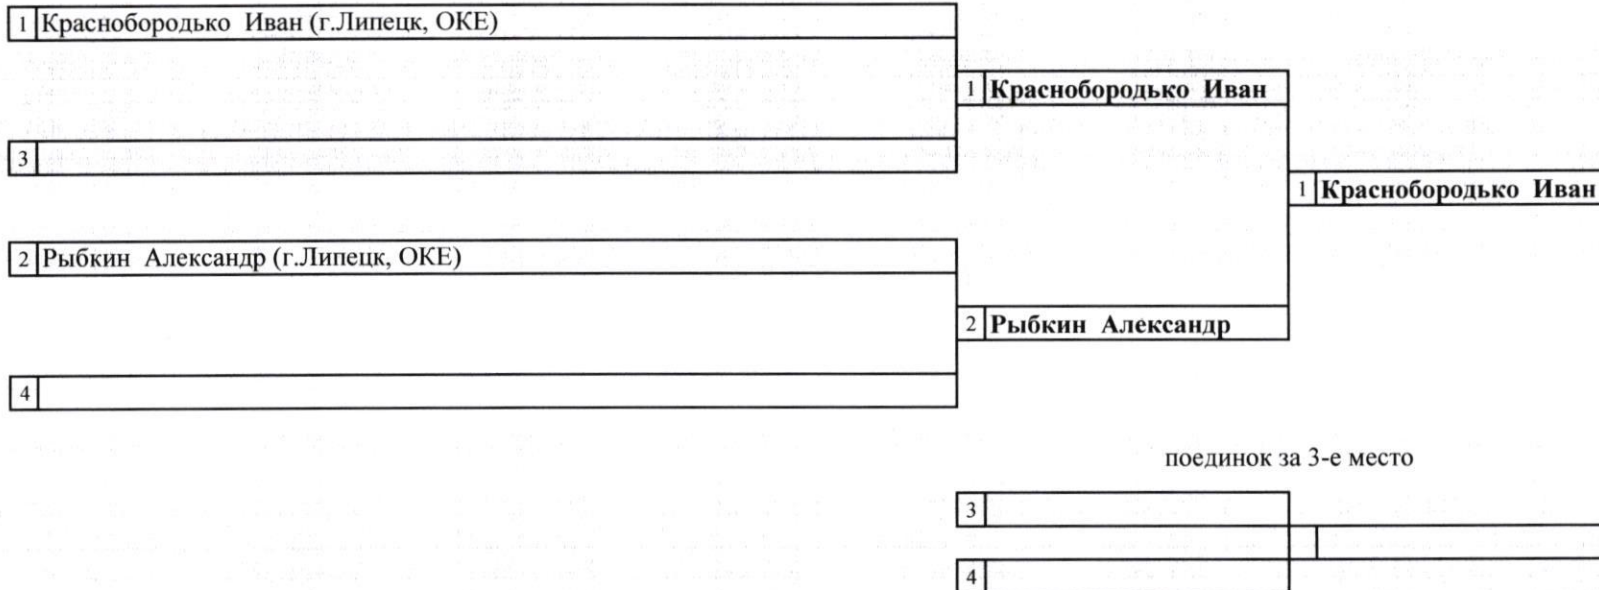 1 Краснобородько Иван (г.Липецк, ОКЕ)
1 Краснобородько Иван
3
1 Краснобородько Иван
2 Рыбкин Александр (г.Липецк, ОКЕ)
2 Рыбкин Александр
4
поединок за 3-е место
3
4